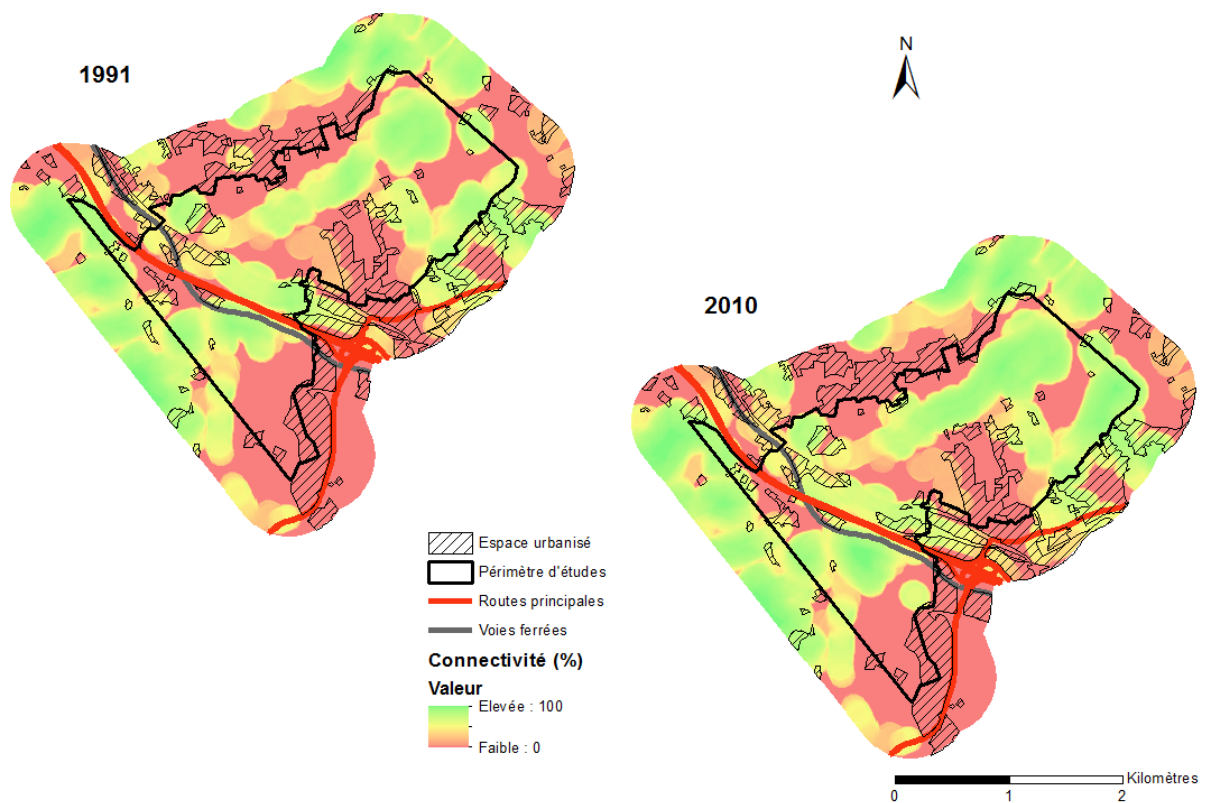 1991
N
2010
Espace urbanisé
Périmètre d'études
Routes principales
Voies ferrées
Connectivité (%)
Valeur
Elevée : 100
Faible : 0
Kilomètres
0 1 2